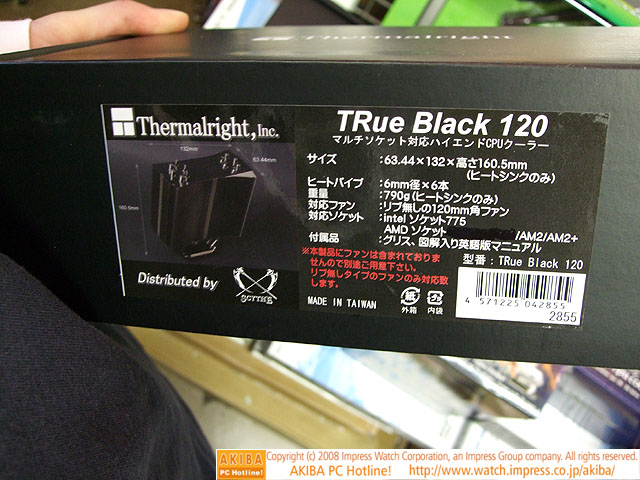 Thermalright
Thermalright, Inc.
TRue Black 120
マルチソケット対応ハイエンドCPUクーラー
132mm
63.44mm
160.5mm
サイズ :63.44×132×高さ160.5mm
(ヒートシンクのみ)
ヒートパイプ :6mm径×6本
重量 :790g(ヒートシンクのみ)
対応ファン :リブ無しの120mm角ファン
対応ソケット :intel ソケット775
AMD ソケット /AM2/AM2+
付属品 :グリス、図解入り英語版マニュアル
※本製品にファンは含まれておりま
せんので別途ご用意下さい。
リブ無しタイプのファンのみ対応致
します。
型番:TRue Black 120
Distributed by
SCYTHE
MADE IN TAIWAN
紙
外箱
プラ
内袋
4 571225 042855
2855
AKIBA
PC Hotline!
Copyright (c) 2008 Impress Watch Corporation, an Impress Group company. All rights reserved.
AKIBA PC Hotline! http://www.watch.impress.co.jp/akiba/